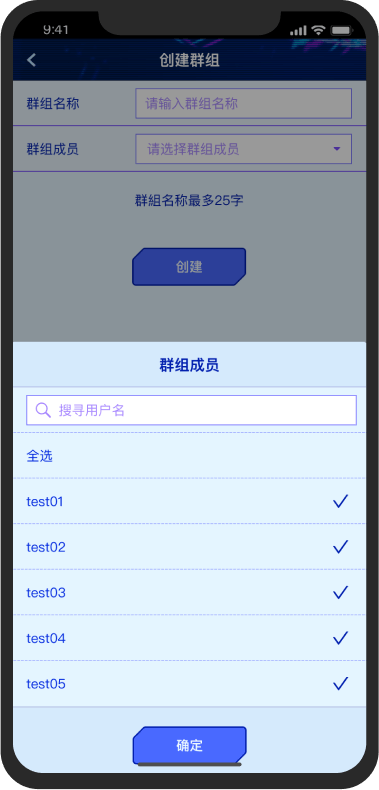 9:41
创建群组
群组名称
请输入群组名称
群组成员
请选择群组成员
群組名称最多25字
创建
群组成员
搜寻用户名
全选
test01
test02
test03
test04
test05
确定